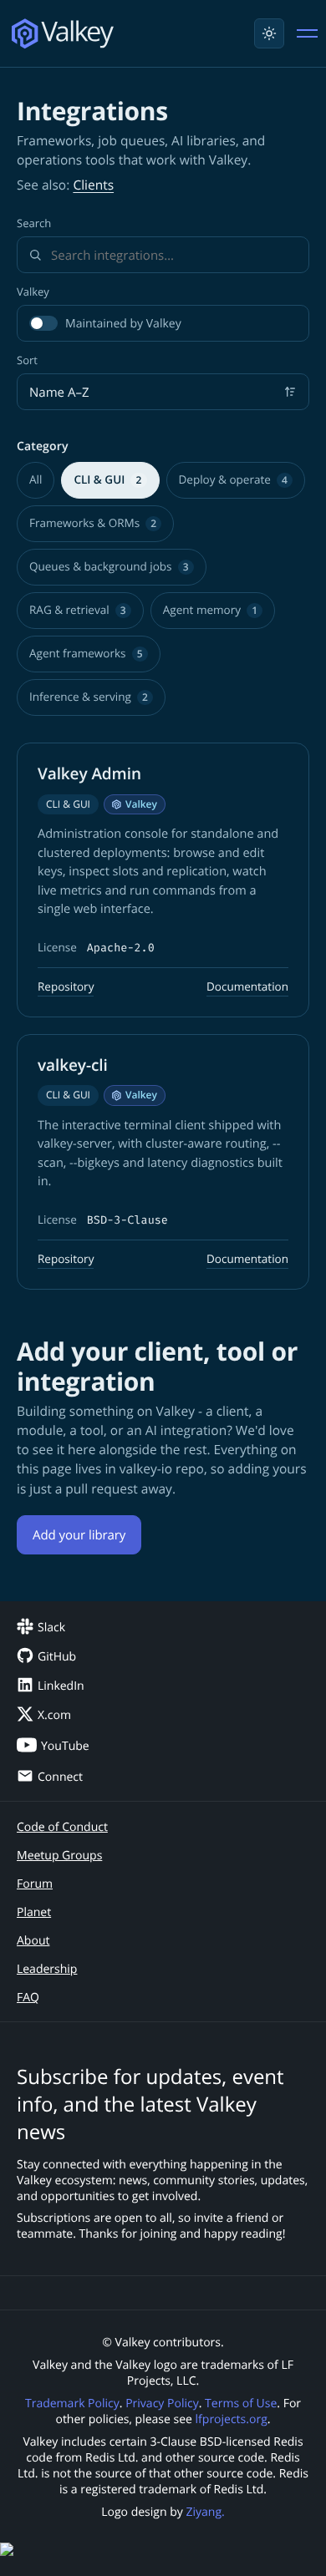 Valkey
Integrations
Frameworks, job queues, AI libraries, and
operations tools that work with Valkey.
See also: Clients
Search
Search integrations...
Valkey
Maintained by Valkey
Sort
Name A–Z
Category
All
CLI & GUI 2
Deploy & operate 4
Frameworks & ORMs 2
Queues & background jobs 3
RAG & retrieval 3
Agent memory 1
Agent frameworks 5
Inference & serving 2
Valkey Admin
CLI & GUI Valkey
Administration console for standalone and
clustered deployments: browse and edit
keys, inspect slots and replication, watch
live metrics and run commands from a
single web interface.
License Apache-2.0
Repository Documentation
valkey-cli
CLI & GUI Valkey
The interactive terminal client shipped with
valkey-server, with cluster-aware routing, --
scan, --bigkeys and latency diagnostics built
in.
License BSD-3-Clause
Repository Documentation
Add your client, tool or
integration
Building something on Valkey - a client, a
module, a tool, or an AI integration? We'd love
to see it here alongside the rest. Everything on
this page lives in valkey-io repo, so adding yours
is just a pull request away.
Add your library
Slack
GitHub
LinkedIn
X.com
YouTube
Connect
Code of Conduct
Meetup Groups
Forum
Planet
About
Leadership
FAQ
Subscribe for updates, event
info, and the latest Valkey
news
Stay connected with everything happening in the
Valkey ecosystem: news, community stories, updates,
and opportunities to get involved.
Subscriptions are open to all, so invite a friend or
teammate. Thanks for joining and happy reading!
© Valkey contributors.
Valkey and the Valkey logo are trademarks of LF
Projects, LLC.
Trademark Policy. Privacy Policy. Terms of Use. For
other policies, please see lfprojects.org.
Valkey includes certain 3-Clause BSD-licensed Redis
code from Redis Ltd. and other source code. Redis
Ltd. is not the source of that other source code. Redis
is a registered trademark of Redis Ltd.
Logo design by Ziyang.